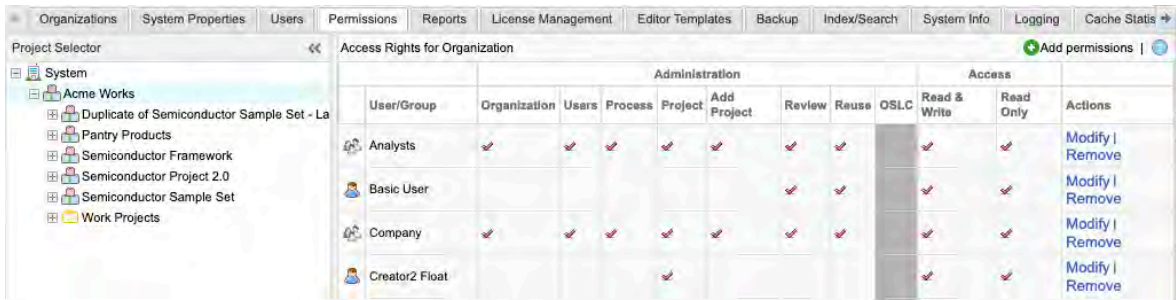 Organizations System Properties Users Permissions Reports License Management Editor Templates Backup Index/Search System Info Logging Cache Statis
Project Selector
System
Acme Works
Duplicate of Semiconductor Sample Set - La
Pantry Products
Semiconductor Framework
Semiconductor Project 2.0
Semiconductor Sample Set
Work Projects
Access Rights for Organization Add permissions |
Administration Access
User/Group Organization Users Process Project Add Project Review Reuse OSLC Read & Write Read Only Actions
Analysts Modify |
Remove
Basic User Modify |
Remove
Company Modify |
Remove
Creator2 Float Modify |
Remove